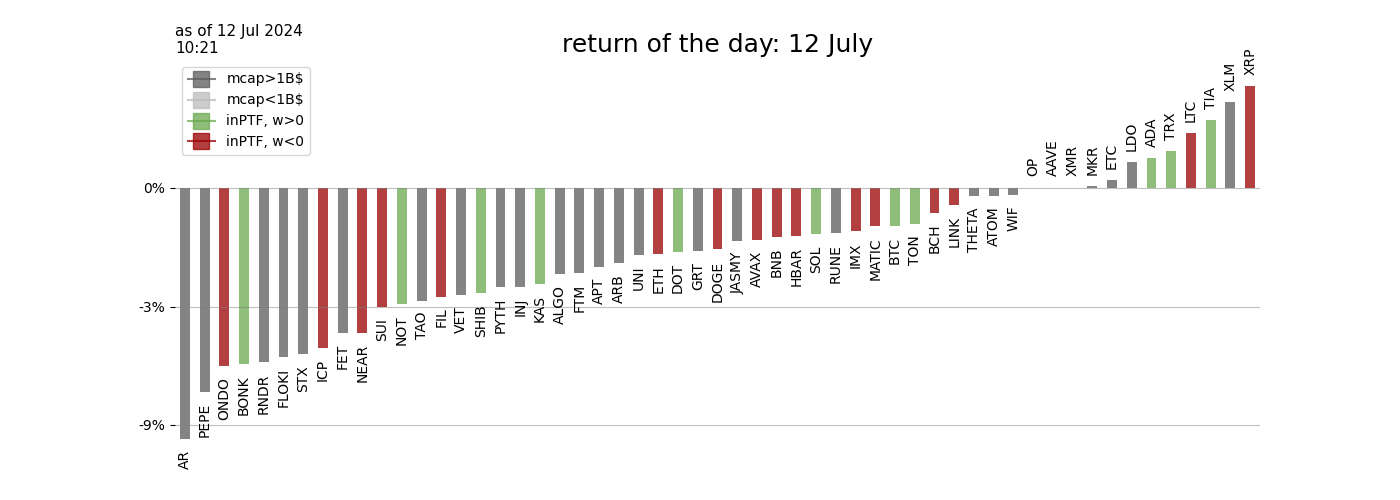 as of 12 Jul 2024
10:21
return of the day: 12 July
mcap>1B$
mcap<1B$
inPTF, w>0
inPTF, w<0
0%
-3%
-9%
AR
PEPE
ONDO
BONK
RNDR
FLOKI
STX
ICP
FET
NEAR
SUI
NOT
TAO
FIL
VET
SHIB
PYTH
INJ
KAS
ALGO
FTM
APT
ARB
UNI
ETH
DOT
GRT
DOGE
JASMY
AVAX
BNB
HBAR
SOL
RUNE
IMX
MATIC
BTC
TON
BCH
LINK
THETA
ATOM
WIF
OP
AAVE
XMR
MKR
ETC
LDO
ADA
TRX
LTC
TIA
XLM
XRP